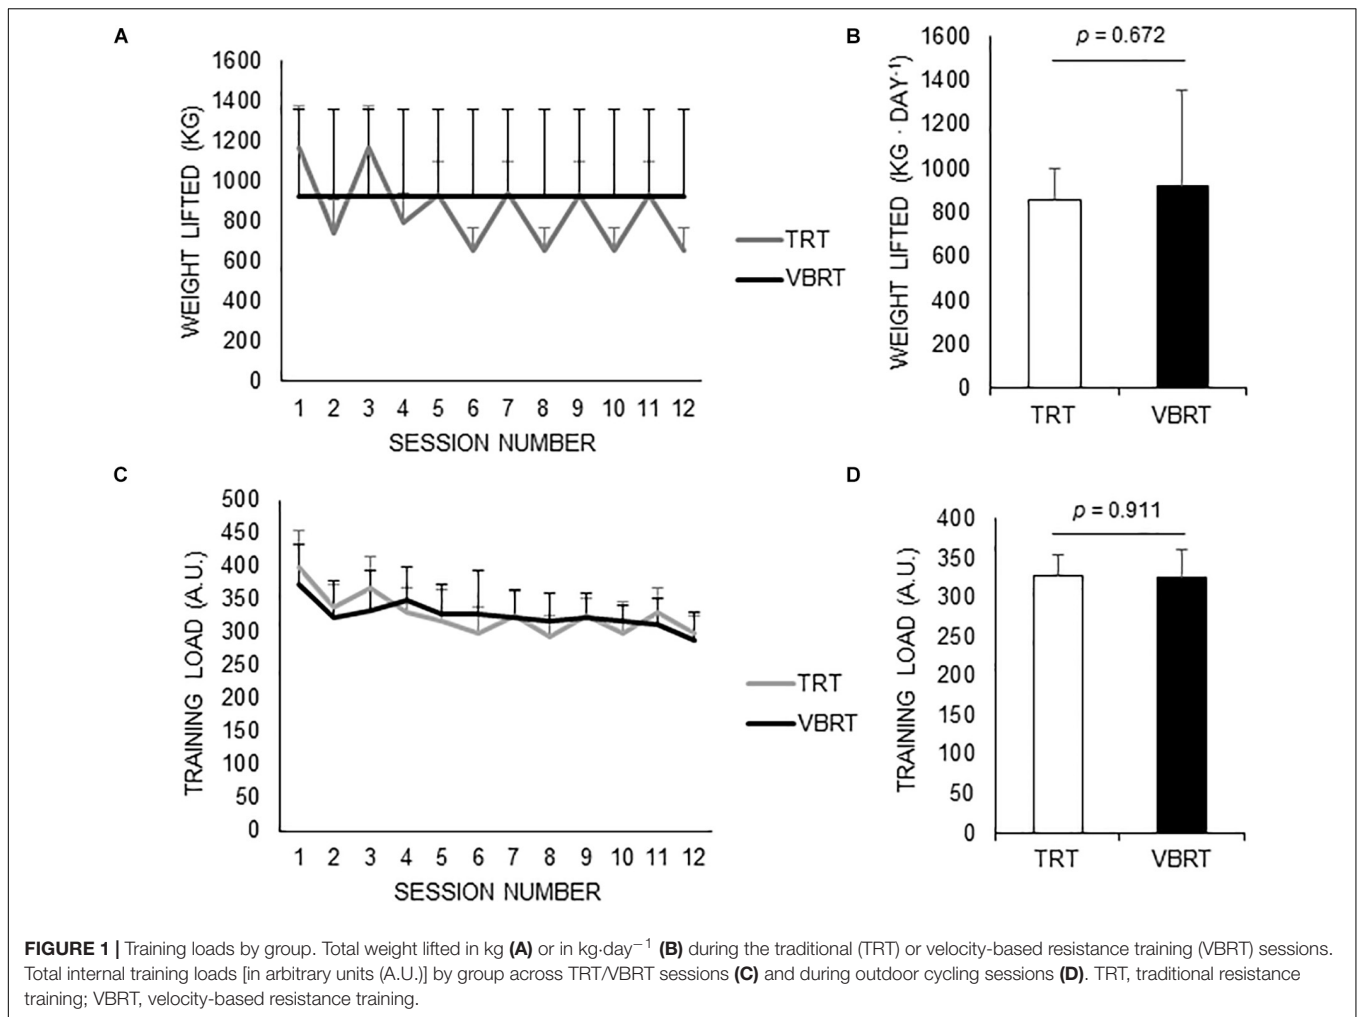 A
1600
1400
1200
1000
800
600
400
200
0
WEIGHT LIFTED (KG)
1 2 3 4 5 6 7 8 9 10 11 12
SESSION NUMBER
TRT
VBRT
B
p = 0.672
1600
1400
1200
1000
800
600
400
200
0
WEIGHT LIFTED (KG · DAY-1)
TRT VBRT
C
500
450
400
350
300
250
200
150
100
50
0
TRAINING LOAD (A.U.)
1 2 3 4 5 6 7 8 9 10 11 12
SESSION NUMBER
TRT
VBRT
D
p = 0.911
400
350
300
250
200
150
100
50
0
TRAINING LOAD (A.U.)
TRT VBRT
FIGURE 1 | Training loads by group. Total weight lifted in kg (A) or in kg·day−1 (B) during the traditional (TRT) or velocity-based resistance training (VBRT) sessions.
Total internal training loads [in arbitrary units (A.U.)] by group across TRT/VBRT sessions (C) and during outdoor cycling sessions (D). TRT, traditional resistance
training; VBRT, velocity-based resistance training.